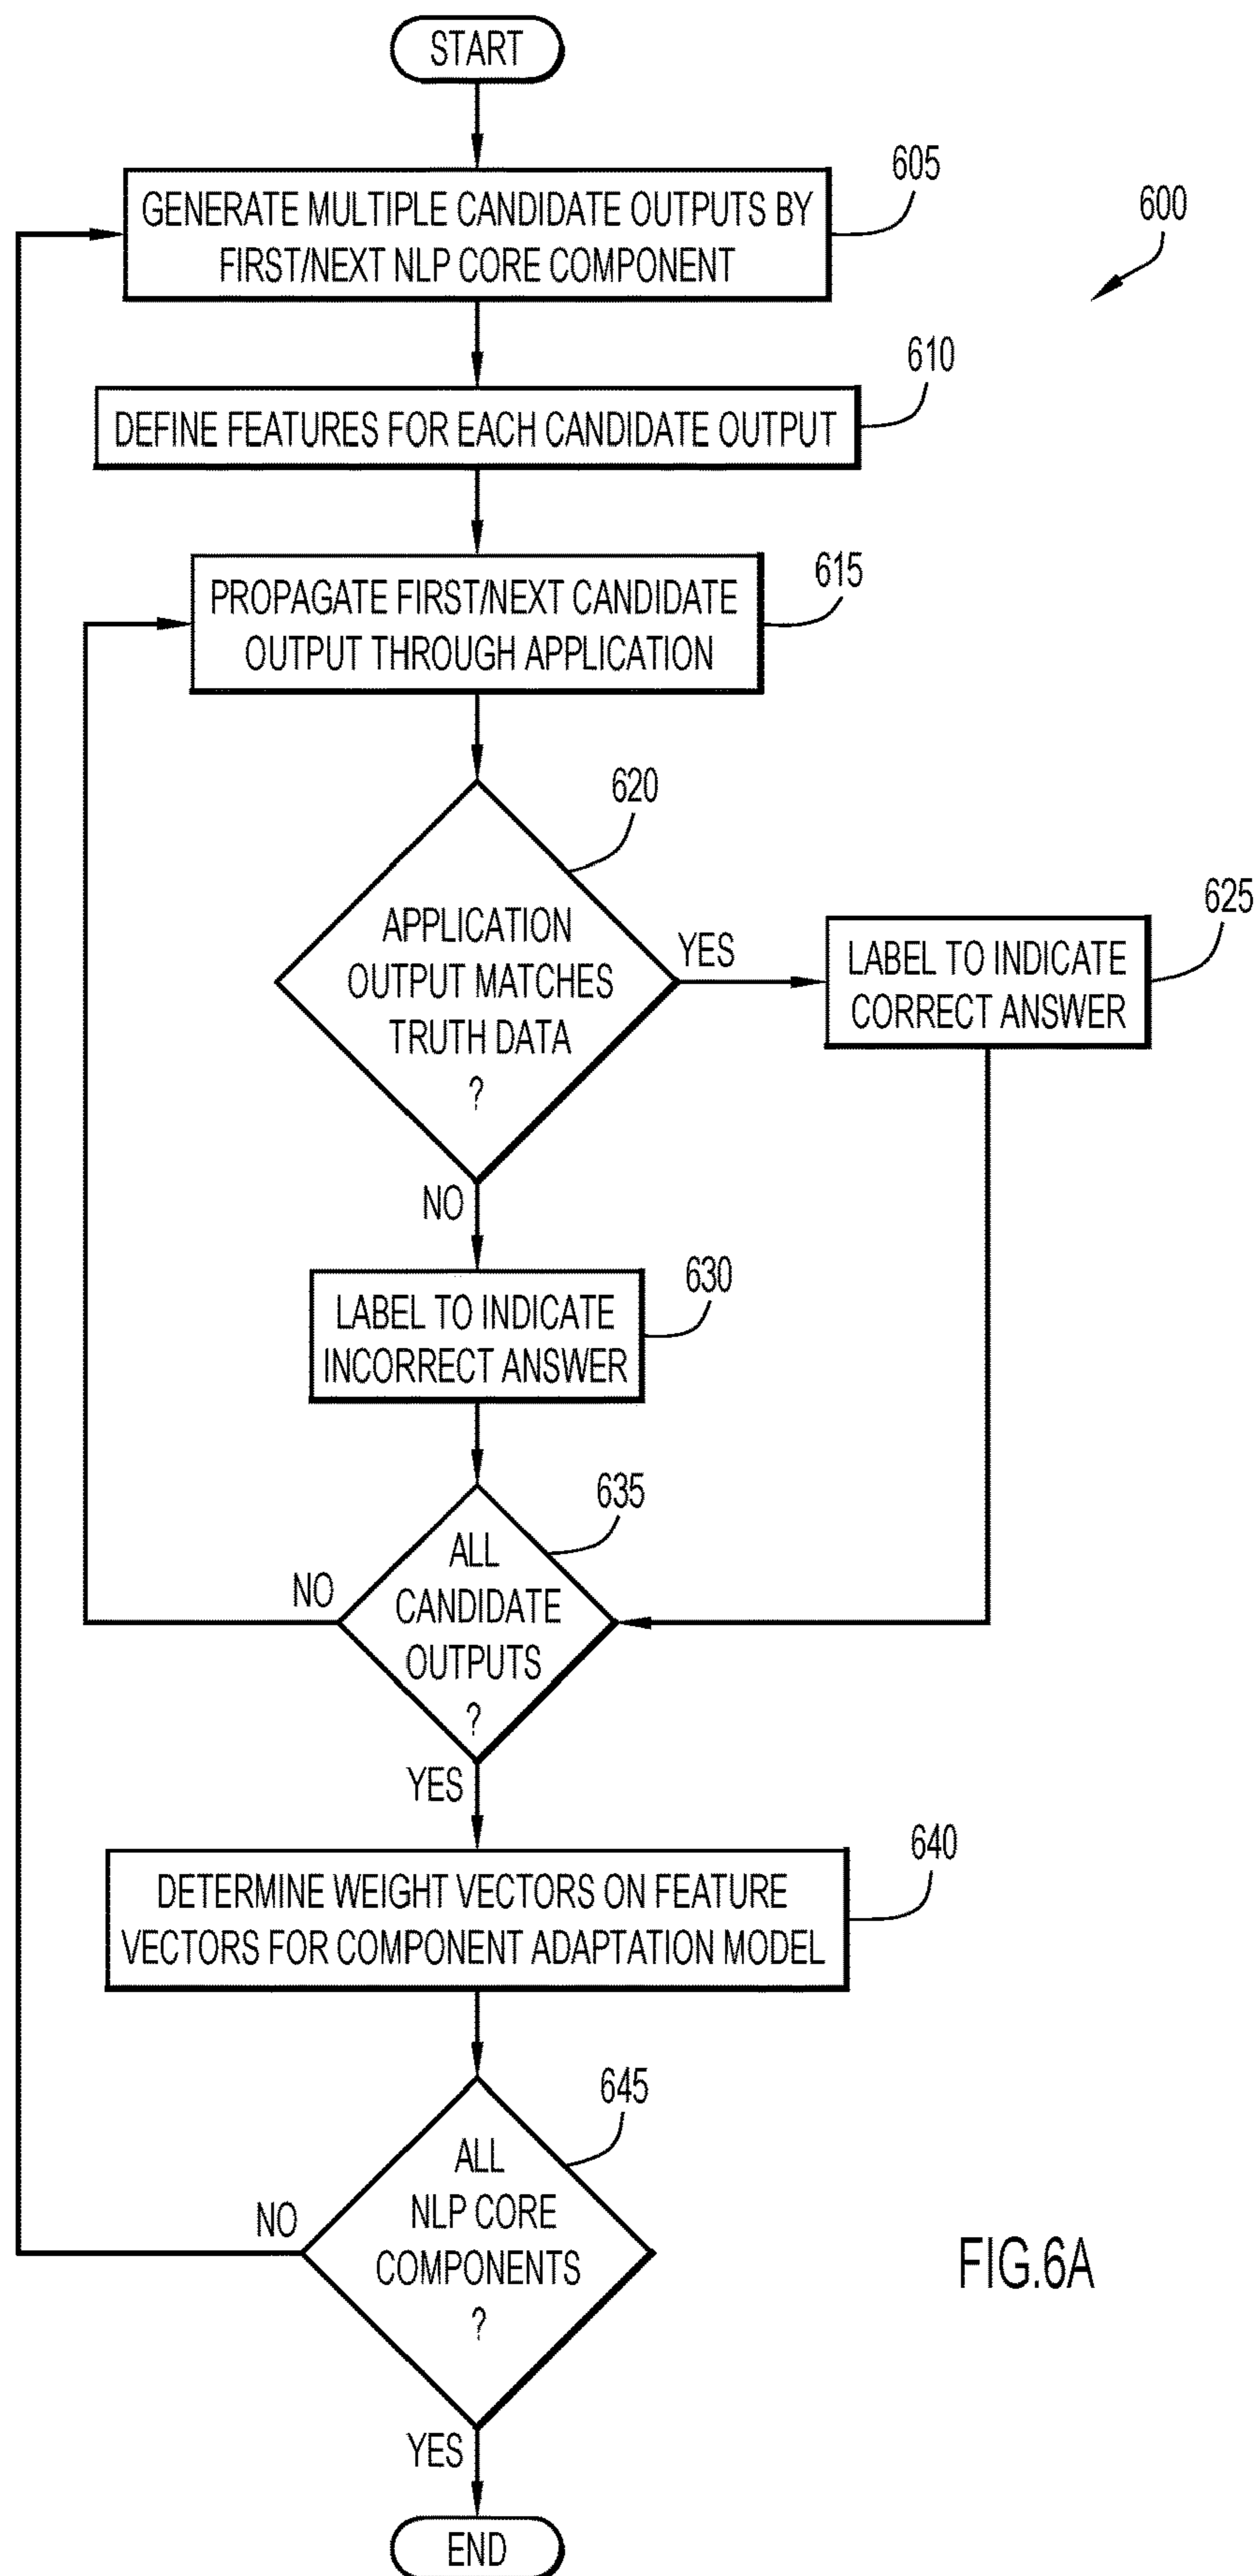 START
605
GENERATE MULTIPLE CANDIDATE OUTPUTS BY
FIRST/NEXT NLP CORE COMPONENT
600
610
DEFINE FEATURES FOR EACH CANDIDATE OUTPUT
615
PROPAGATE FIRST/NEXT CANDIDATE
OUTPUT THROUGH APPLICATION
620
APPLICATION
OUTPUT MATCHES
TRUTH DATA
?
YES
625
LABEL TO INDICATE
CORRECT ANSWER
NO
630
LABEL TO INDICATE
INCORRECT ANSWER
635
ALL
CANDIDATE
OUTPUTS
?
NO
YES
640
DETERMINE WEIGHT VECTORS ON FEATURE
VECTORS FOR COMPONENT ADAPTATION MODEL
645
ALL
NLP CORE
COMPONENTS
?
NO
YES
END
FIG.6A